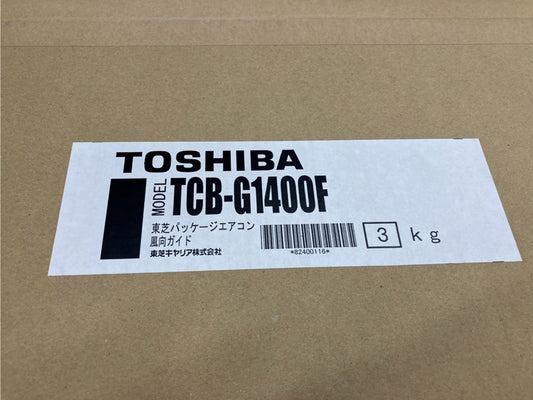 TOSHIBA
MODEL TCB-G1400F
東芝パッケージエアコン
風向ガイド
東芝キヤリア株式会社
*82400116*
3 kg